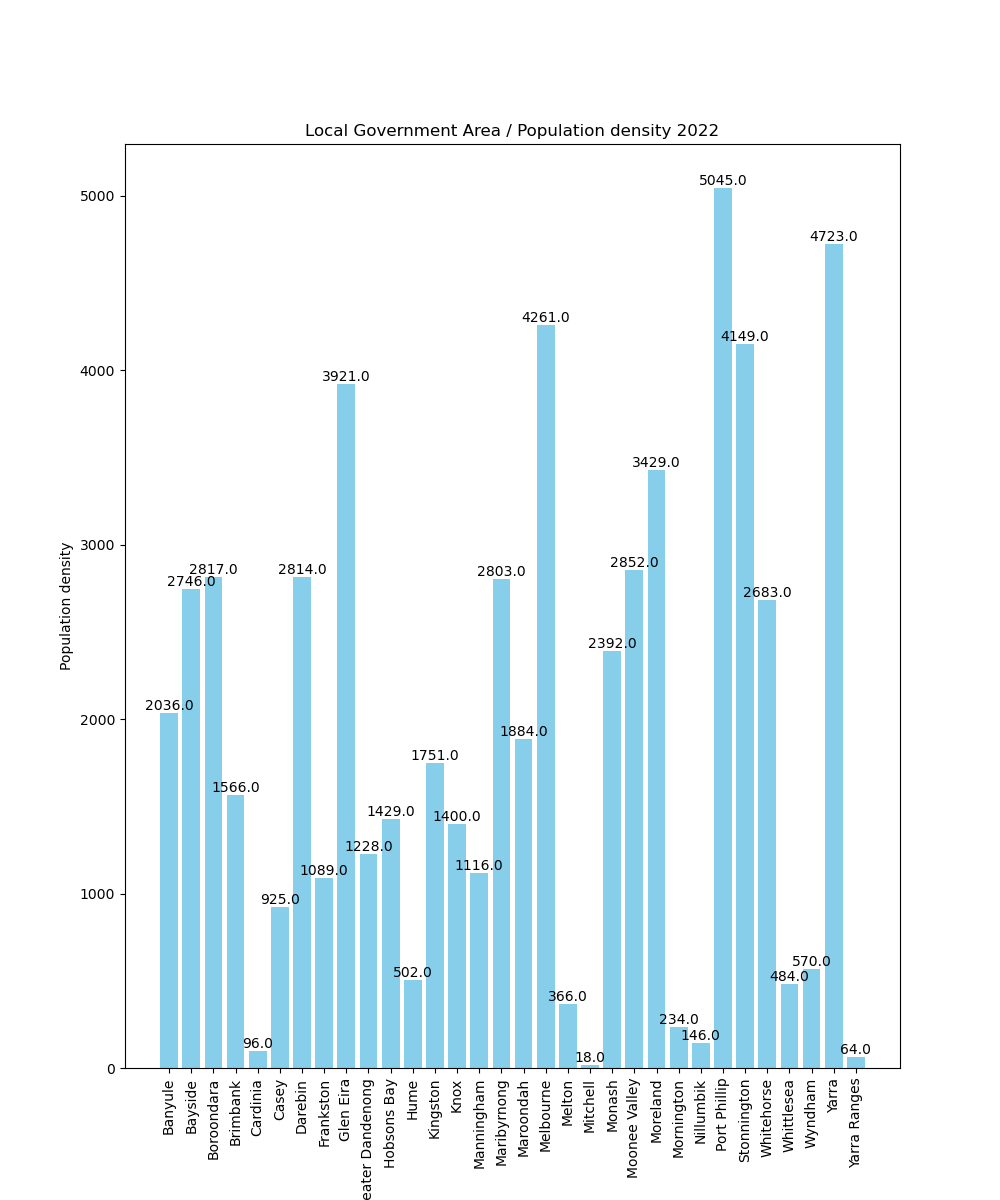 Local Government Area / Population density 2022
Population density
5000
4000
3000
2000
1000
0
2036.0
2746.0
2817.0
1566.0
96.0
925.0
2814.0
1089.0
3921.0
1228.0
1429.0
502.0
1751.0
1400.0
1116.0
2803.0
1884.0
4261.0
366.0
18.0
2392.0
2852.0
3429.0
234.0
146.0
5045.0
4149.0
2683.0
484.0
570.0
4723.0
64.0
Banyule
Bayside
Boroondara
Brimbank
Cardinia
Casey
Darebin
Frankston
Glen Eira
eater Dandenong
Hobsons Bay
Hume
Kingston
Knox
Manningham
Maribyrnong
Maroondah
Melbourne
Melton
Mitchell
Monash
Moonee Valley
Moreland
Mornington
Nillumbik
Port Phillip
Stonnington
Whitehorse
Whittlesea
Wyndham
Yarra
Yarra Ranges